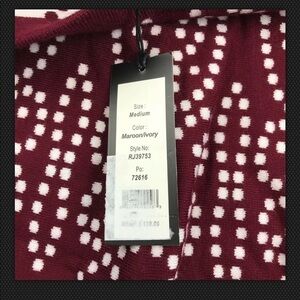 Size:
Medium
Color:
Maroon/Ivory
Style No:
RJ39753
Po:
72616